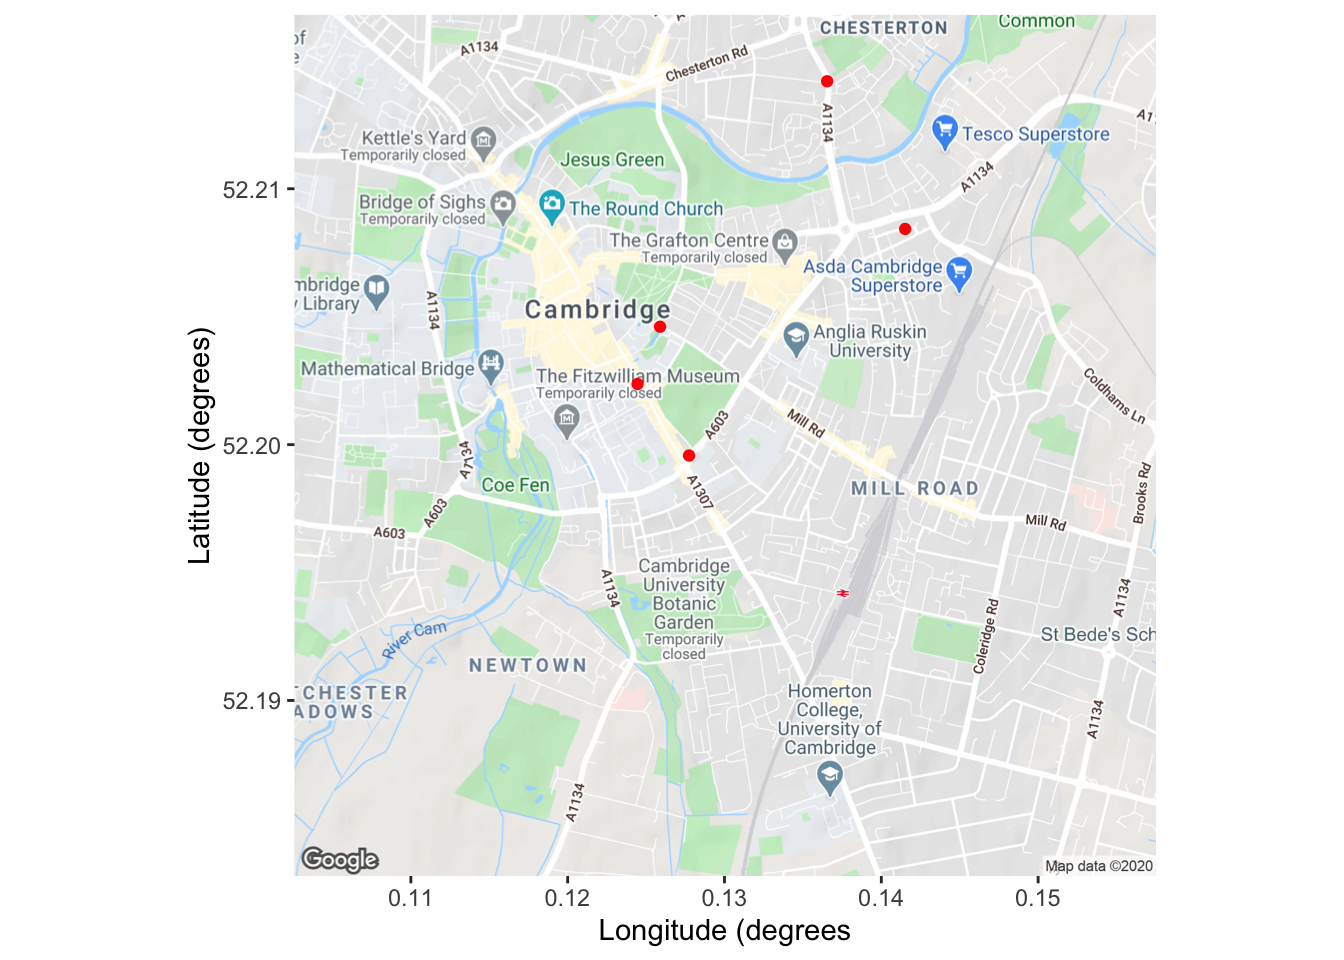 CHESTERTON
Common
of
e
A1134
Chesterton Rd
A1134
A1
Kettle's Yard
Temporarily closed
Tesco Superstore
Jesus Green
A1134
52.21
Bridge of Sighs
Temporarily closed
The Round Church
The Grafton Centre
Temporarily closed
Asda Cambridge
Superstore
mbridge
y Library
A1134
Cambridge
Anglia Ruskin
University
Mathematical Bridge
The Fitzwilliam Museum
Temporarily closed
Coldhams Ln
A603
Mill Rd
52.20
A1134
Coe Fen
A1307
MILL ROAD
Brooks Rd
A603
A603
Mill Rd
Cambridge
University
Botanic
Garden
Temporarily
closed
A1134
A1134
Coleridge Rd
River Cam
St Bede's Sch
NEWTOWN
52.19
TCHESTER
ADOWS
Homerton
College,
University of
Cambridge
A1134
A1134
Google
Map data ©2020
0.11
0.12
0.13
0.14
0.15
Longitude (degrees
Latitude (degrees)